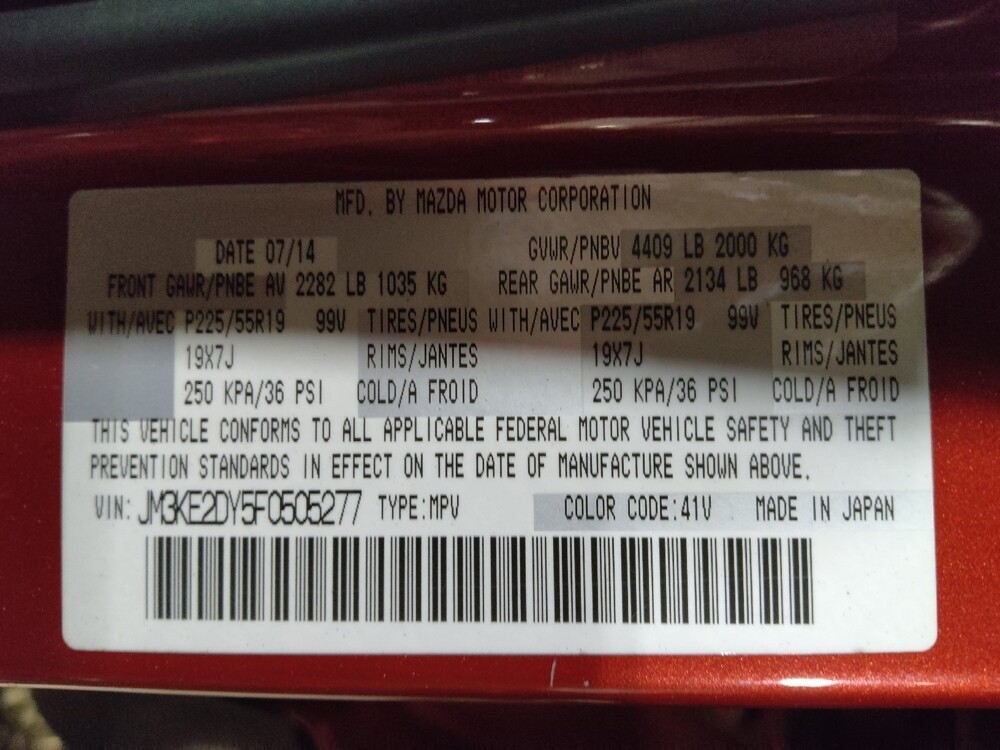 MFD. BY MAZDA MOTOR CORPORATION
DATE 07/14 GVWR/PNBV 4409 LB 2000 KG
FRONT GAWR/PNBE AV 2282 LB 1035 KG REAR GAWR/PNBE AR 2134 LB 968 KG
WITH/AVEC P225/55R19 99V TIRES/PNEUS WITH/AVEC P225/55R19 99V TIRES/PNEUS
19X7J RIMS/JANTES 19X7J RIMS/JANTES
250 KPA/36 PSI COLD/A FROID 250 KPA/36 PSI COLD/A FROID
THIS VEHICLE CONFORMS TO ALL APPLICABLE FEDERAL MOTOR VEHICLE SAFETY AND THEFT
PREVENTION STANDARDS IN EFFECT ON THE DATE OF MANUFACTURE SHOWN ABOVE.
VIN: JM3KE2DY5F0505277 TYPE:MPV COLOR CODE:41V MADE IN JAPAN